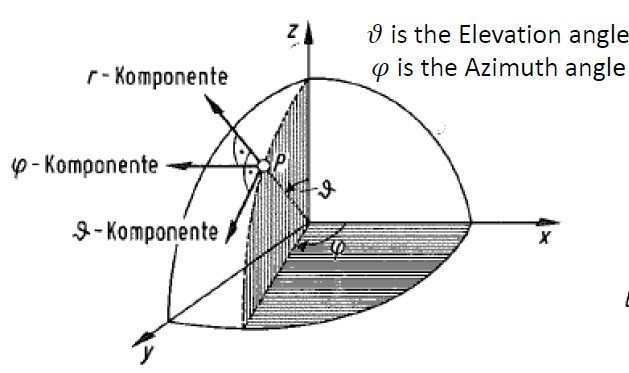 z
ϑ is the Elevation angle
φ is the Azimuth angle
r - Komponente
φ - Komponente
P
ϑ
ϑ - Komponente
φ
x
y